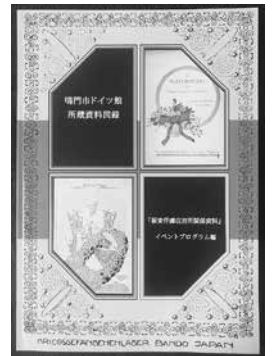 鳴門市ドイツ館
所蔵資料図録
『板東俘虜収容所関係資料』
イベントプログラム編
KRIEGSGEFANGENENLAGER BANDO JAPAN